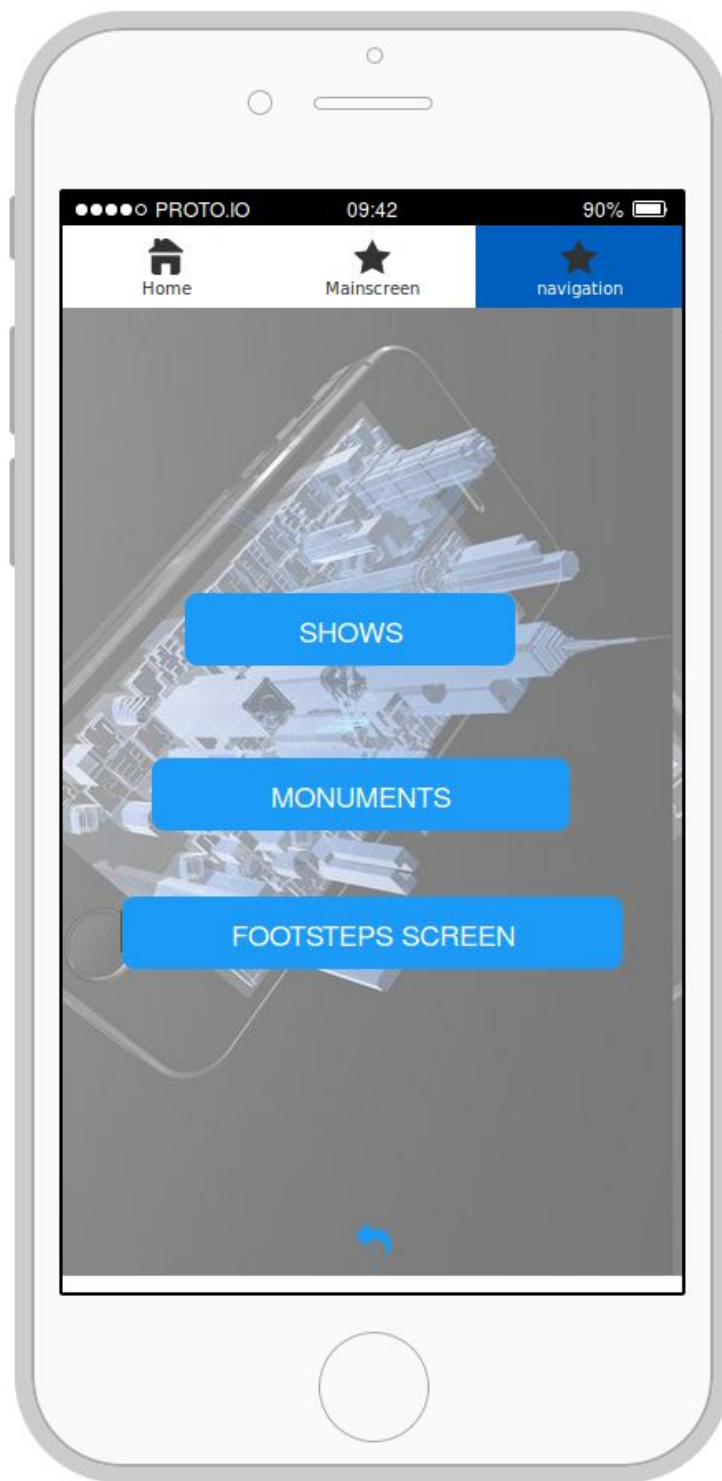 PROTO.IO 09:42 90%
Home Mainscreen navigation
SHOWS
MONUMENTS
FOOTSTEPS SCREEN